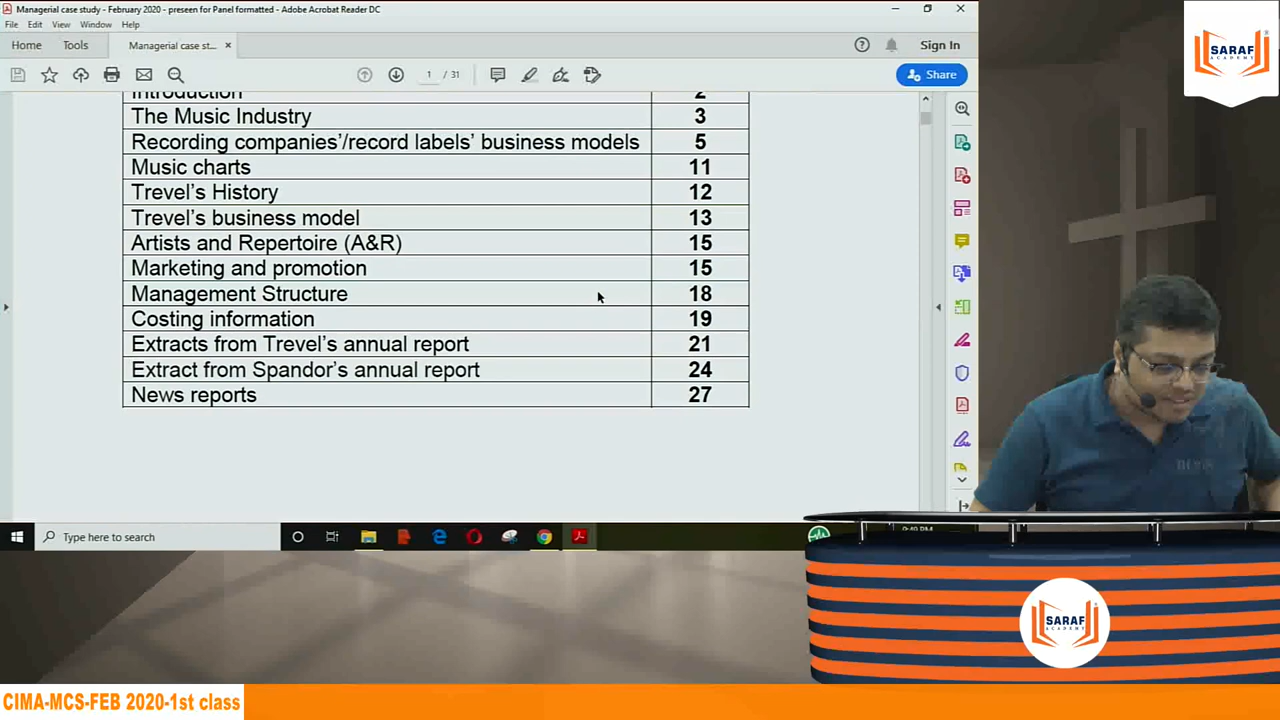 Managerial case study - February 2020 - preseen for Panel formatted - Adobe Acrobat Reader DC
File Edit View Window Help
Home Tools Managerial case st... × Sign In
1 / 31 Share
Introduction 2
The Music Industry 3
Recording companies'/record labels' business models 5
Music charts 11
Trevel's History 12
Trevel's business model 13
Artists and Repertoire (A&R) 15
Marketing and promotion 15
Management Structure 18
Costing information 19
Extracts from Trevel's annual report 21
Extract from Spandor's annual report 24
News reports 27
Type here to search
SARAF
ACADEMY
SARAF
ACADEMY
CIMA-MCS-FEB 2020-1st class